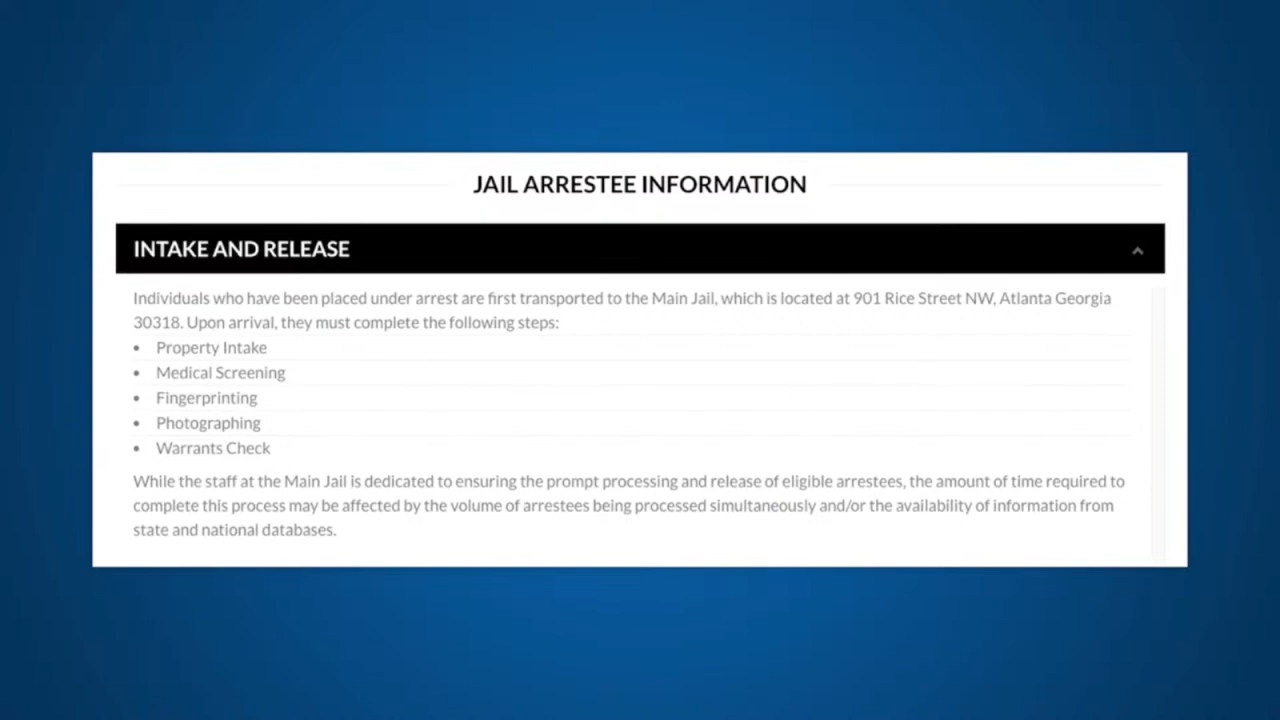 JAIL ARRESTEE INFORMATION
INTAKE AND RELEASE
Individuals who have been placed under arrest are first transported to the Main Jail, which is located at 901 Rice Street NW, Atlanta Georgia
30318. Upon arrival, they must complete the following steps:
• Property Intake
• Medical Screening
• Fingerprinting
• Photographing
• Warrants Check
While the staff at the Main Jail is dedicated to ensuring the prompt processing and release of eligible arrestees, the amount of time required to
complete this process may be affected by the volume of arrestees being processed simultaneously and/or the availability of information from
state and national databases.